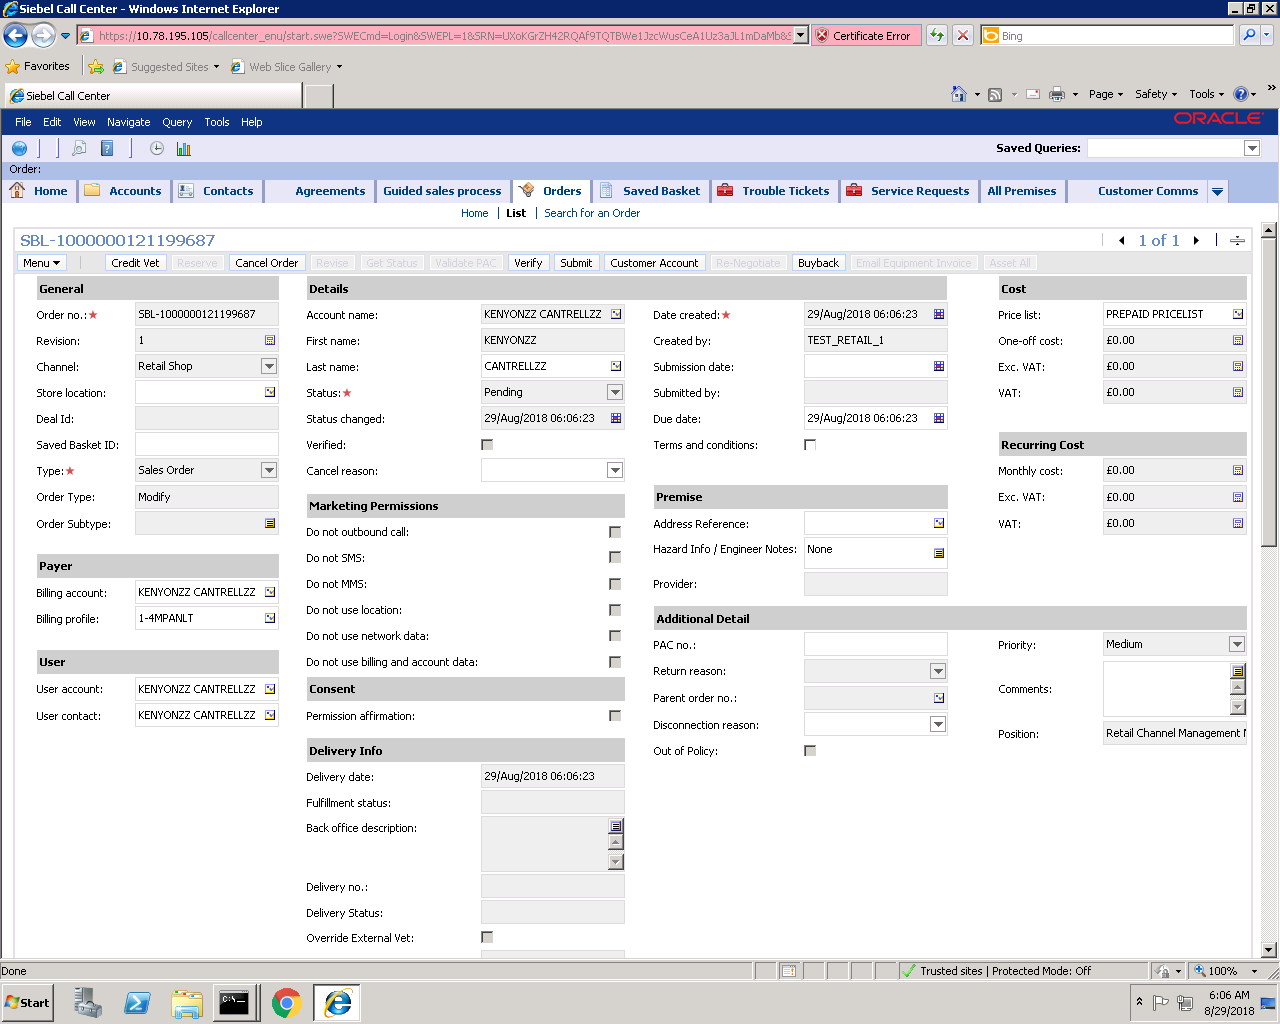 Siebel Call Center - Windows Internet Explorer
Bing
Certificate Error
Favorites Suggested Sites Web Slice Gallery
Siebel Call Center
Page Safety Tools
File Edit View Navigate Query Tools Help
ORACLE
Saved Queries:
Order:
Home Accounts Contacts Agreements Guided sales process Orders Saved Basket Trouble Tickets Service Requests All Premises Customer Comms
Home List Search for an Order
SBL-1000000121199687
1 of 1
Menu Credit Vet Reserve Cancel Order Revise Get Status Validate PAC Verify Submit Customer Account Re-Negotiate Buyback Email Equipment Invoice Asset All
General
Order no.:* SBL-1000000121199687
Revision: 1
Channel: Retail Shop
Store location:
Deal Id:
Saved Basket ID:
Type:* Sales Order
Order Type: Modify
Order Subtype:
Payer
Billing account: KENYONZZ CANTRELLZZ
Billing profile: 1-4MPANLT
User
User account: KENYONZZ CANTRELLZZ
User contact: KENYONZZ CANTRELLZZ
Details
Account name: KENYONZZ CANTRELLZZ
First name: KENYONZZ
Last name: CANTRELLZZ
Status:* Pending
Status changed: 29/Aug/2018 06:06:23
Verified:
Cancel reason:
Marketing Permissions
Do not outbound call:
Do not SMS:
Do not MMS:
Do not use location:
Do not use network data:
Do not use billing and account data:
Consent
Permission affirmation:
Delivery Info
Delivery date: 29/Aug/2018 06:06:23
Fulfillment status:
Back office description:
Delivery no.:
Delivery Status:
Override External Vet:
Date created:* 29/Aug/2018 06:06:23
Created by: TEST_RETAIL_1
Submission date:
Submitted by:
Due date: 29/Aug/2018 06:06:23
Terms and conditions:
Premise
Address Reference:
Hazard Info / Engineer Notes: None
Provider:
Additional Detail
PAC no.:
Return reason:
Parent order no.:
Disconnection reason:
Out of Policy:
Priority: Medium
Comments:
Position: Retail Channel Management
Cost
Price list: PREPAID PRICELIST
One-off cost: £0.00
Exc. VAT: £0.00
VAT: £0.00
Recurring Cost
Monthly cost: £0.00
Exc. VAT: £0.00
VAT: £0.00
Done
Trusted sites | Protected Mode: Off
100%
Start
6:06 AM
8/29/2018